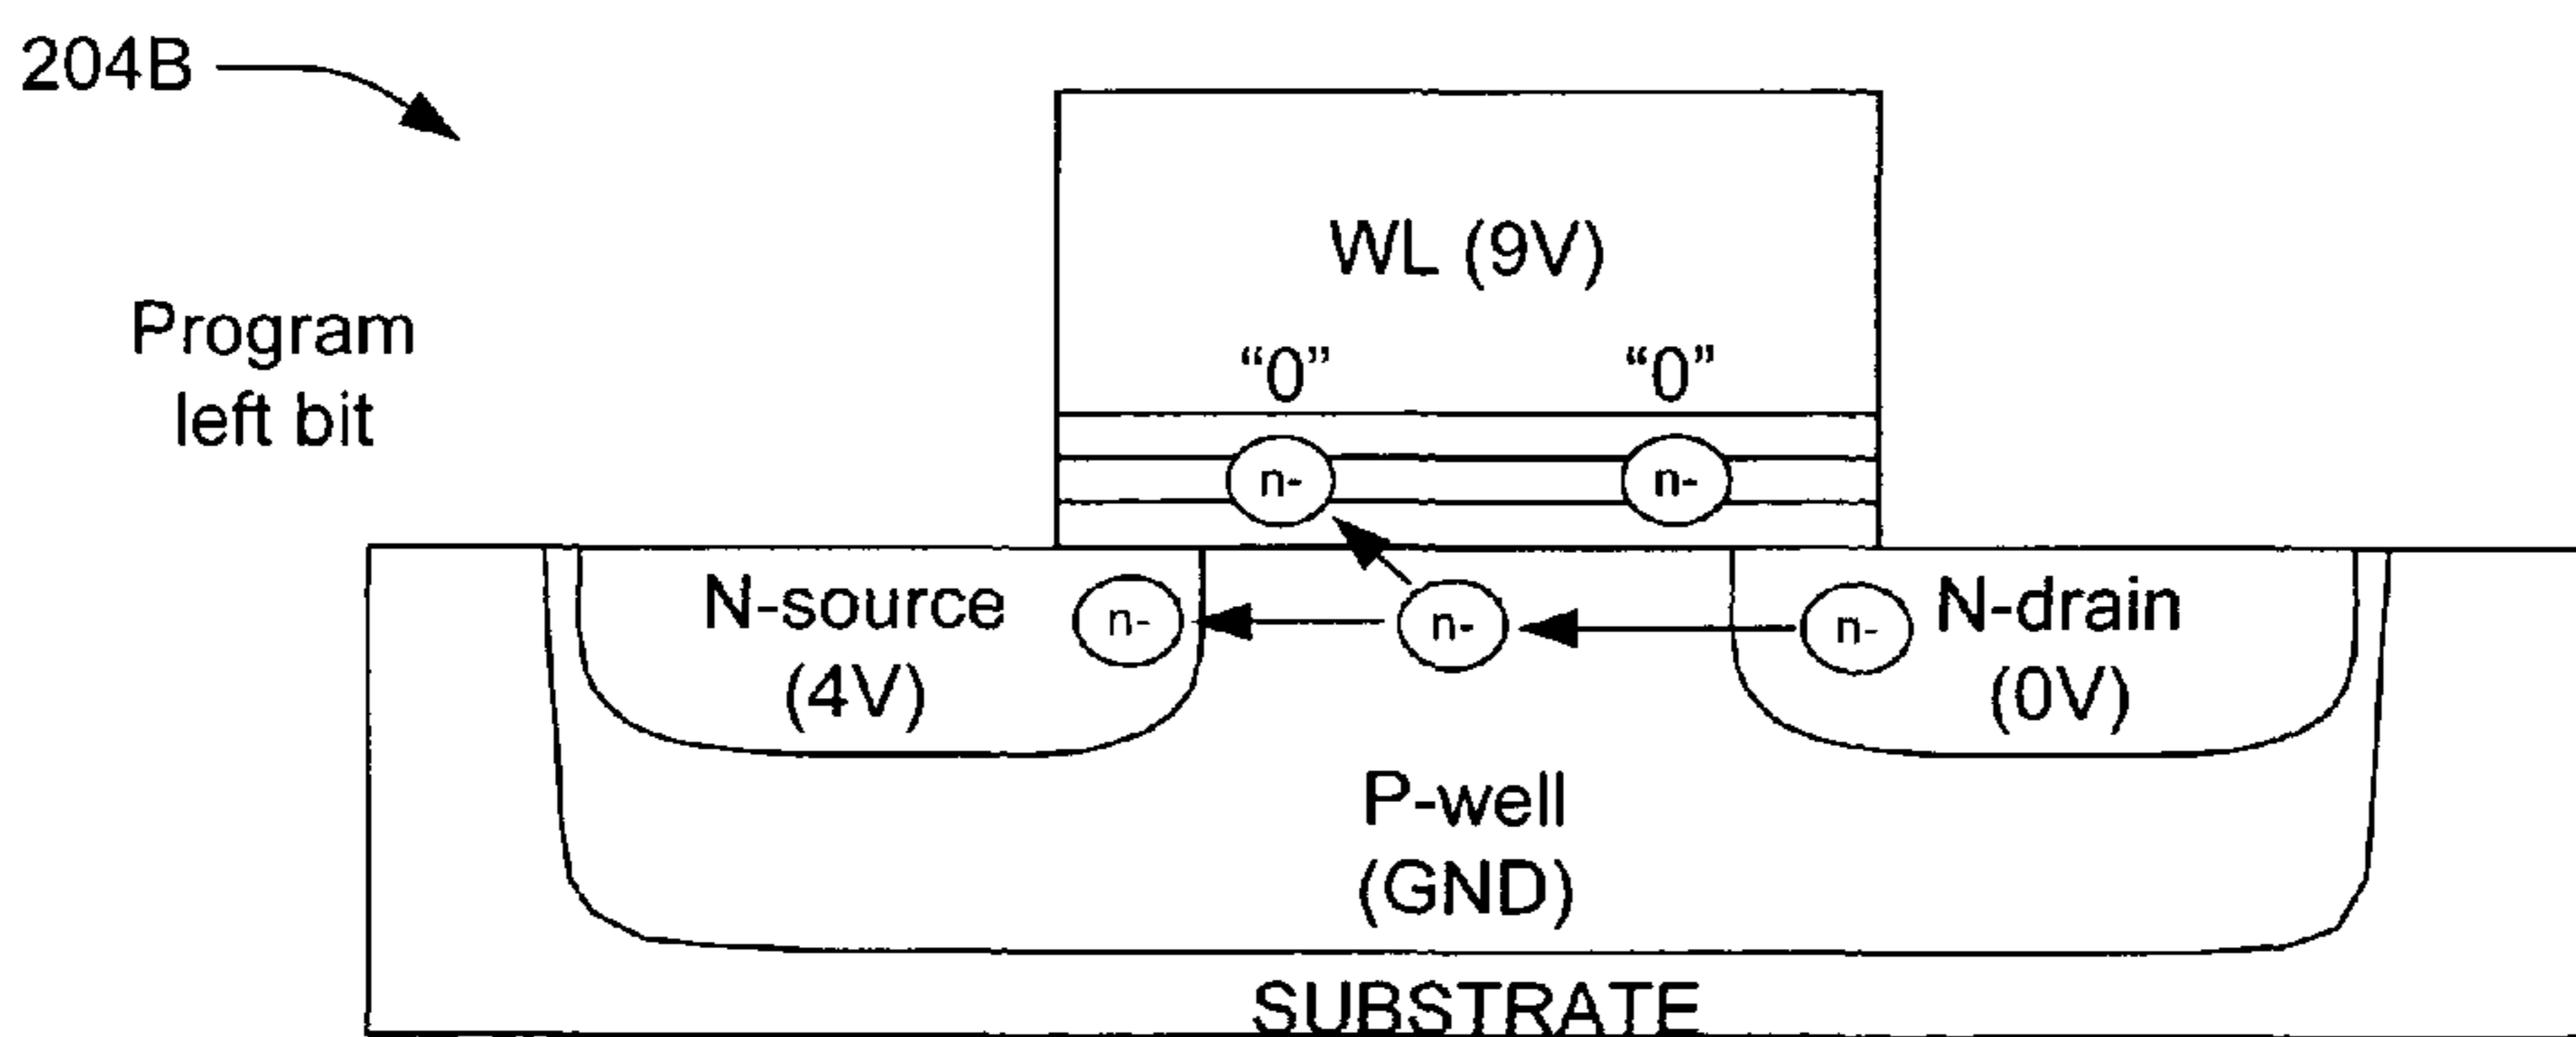 204B
WL (9V)
Program
left bit
“0” “0”
n- n-
N-source n- n- n- N-drain
(4V) (0V)
P-well
(GND)
SUBSTRATE